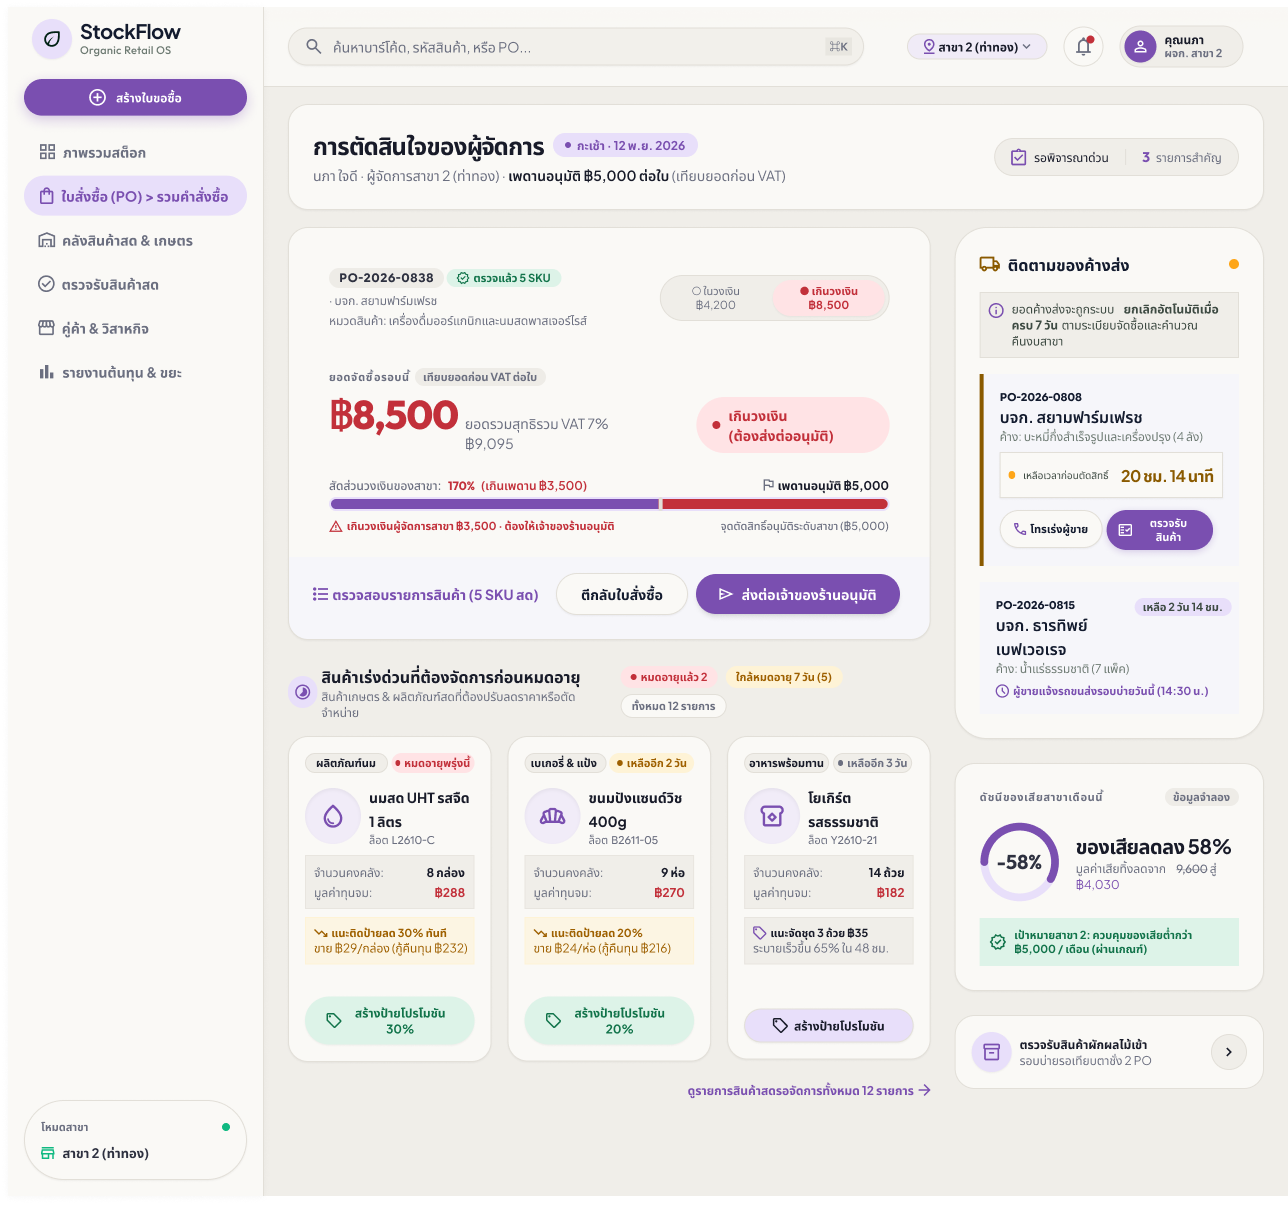 StockFlow
Organic Retail OS
สร้างใบขอซื้อ
ภาพรวมสต็อก
ใบสั่งซื้อ (PO) > รวมคำสั่งซื้อ
คลังสินค้าสด & เกษตร
ตรวจรับสินค้าสด
คู่ค้า & วิสาหกิจ
รายงานต้นทุน & ขยะ
โหมดสาขา
สาขา 2 (ท่าทอง)
ค้นหาบาร์โค้ด, รหัสสินค้า, หรือ PO...
⌘K
สาขา 2 (ท่าทอง)
คุณนภา
ผจก. สาขา 2
การตัดสินใจของผู้จัดการ
กะเช้า · 12 พ.ย. 2026
นภา ใจดี · ผู้จัดการสาขา 2 (ท่าทอง) · เพดานอนุมัติ ฿5,000 ต่อใบ (เทียบยอดก่อน VAT)
รอพิจารณาด่วน
3 รายการสำคัญ
PO-2026-0838
ตรวจแล้ว 5 SKU
· บจก. สยามฟาร์มเฟรช
หมวดสินค้า: เครื่องดื่มออร์แกนิกและนมสดพาสเจอร์ไรส์
ในวงเงิน
฿4,200
เกินวงเงิน
฿8,500
ยอดจัดซื้อรอบนี้
เทียบยอดก่อน VAT ต่อใบ
฿8,500
ยอดรวมสุทธิรวม VAT 7%
฿9,095
เกินวงเงิน
(ต้องส่งต่ออนุมัติ)
สัดส่วนวงเงินของสาขา: 170% (เกินเพดาน ฿3,500)
เพดานอนุมัติ ฿5,000
เกินวงเงินผู้จัดการสาขา ฿3,500 · ต้องให้เจ้าของร้านอนุมัติ
จุดตัดสิทธิ์อนุมัติระดับสาขา (฿5,000)
ตรวจสอบรายการสินค้า (5 SKU สด)
ตีกลับใบสั่งซื้อ
ส่งต่อเจ้าของร้านอนุมัติ
สินค้าเร่งด่วนที่ต้องจัดการก่อนหมดอายุ
สินค้าเกษตร & ผลิตภัณฑ์สดที่ต้องปรับลดราคาหรือตัด
จำหน่าย
หมดอายุแล้ว 2
ใกล้หมดอายุ 7 วัน (5)
ทั้งหมด 12 รายการ
ผลิตภัณฑ์นม
หมดอายุพรุ่งนี้
นมสด UHT รสจืด
1 ลิตร
ล็อต L2610-C
จำนวนคงคลัง: 8 กล่อง
มูลค่าทุนจม: ฿288
แนะติดป้ายลด 30% ทันที
ขาย ฿29/กล่อง (กู้คืนทุน ฿232)
สร้างป้ายโปรโมชัน
30%
เบเกอรี่ & แป้ง
เหลืออีก 2 วัน
ขนมปังแซนด์วิช
400g
ล็อต B2611-05
จำนวนคงคลัง: 9 ห่อ
มูลค่าทุนจม: ฿270
แนะติดป้ายลด 20%
ขาย ฿24/ห่อ (กู้คืนทุน ฿216)
สร้างป้ายโปรโมชัน
20%
อาหารพร้อมทาน
เหลืออีก 3 วัน
โยเกิร์ต
รสธรรมชาติ
ล็อต Y2610-21
จำนวนคงคลัง: 14 ถ้วย
มูลค่าทุนจม: ฿182
แนะจัดชุด 3 ถ้วย ฿35
ระบายเร็วขึ้น 65% ใน 48 ชม.
สร้างป้ายโปรโมชัน
ดูรายการสินค้าสดรอจัดการทั้งหมด 12 รายการ
ติดตามของค้างส่ง
ยอดค้างส่งจะถูกระบบ ยกเลิกอัตโนมัติเมื่อ
ครบ 7 วัน ตามระเบียบจัดซื้อและคำนวณ
คืนงบสาขา
PO-2026-0808
บจก. สยามฟาร์มเฟรช
ค้าง: บะหมี่กึ่งสำเร็จรูปและเครื่องปรุง (4 ลัง)
เหลือเวลาก่อนตัดสิทธิ์
20 ชม. 14 นาที
โทรเร่งผู้ขาย
ตรวจรับ
สินค้า
PO-2026-0815
เหลือ 2 วัน 14 ชม.
บจก. ธารทิพย์
เบฟเวอเรจ
ค้าง: น้ำแร่ธรรมชาติ (7 แพ็ค)
ผู้ขายแจ้งรถขนส่งรอบบ่ายวันนี้ (14:30 น.)
ดัชนีของเสียสาขาเดือนนี้
ข้อมูลจำลอง
-58%
ของเสียลดลง 58%
มูลค่าเสียทิ้งลดจาก 9,600 สู่
฿4,030
เป้าหมายสาขา 2: ควบคุมของเสียต่ำกว่า
฿5,000 / เดือน (ผ่านเกณฑ์)
ตรวจรับสินค้าผักผลไม้เช้า
รอบบ่ายรอเทียบตาชั่ง 2 PO